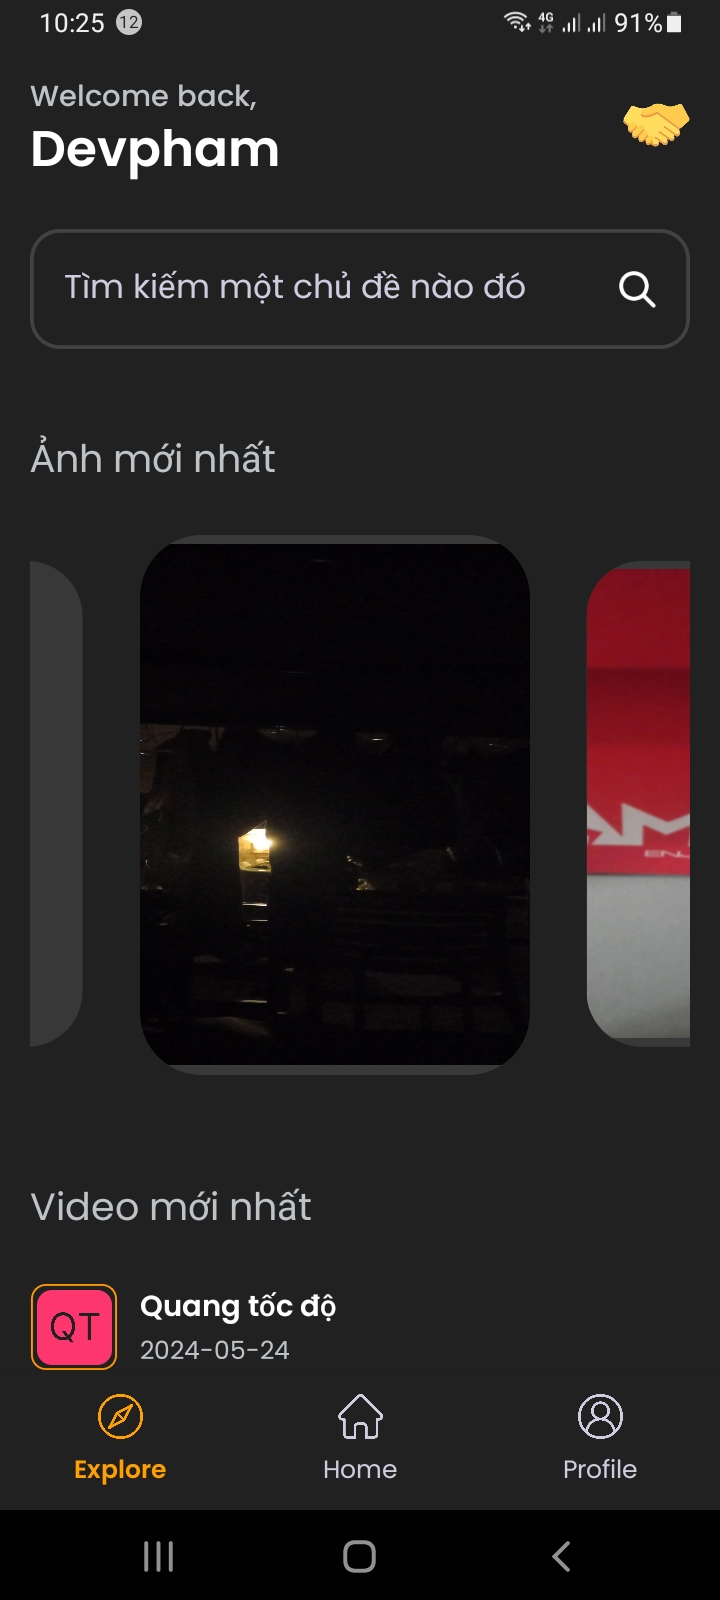 10:25 12 4G 91%
Welcome back,
Devpham
Tìm kiếm một chủ đề nào đó
Ảnh mới nhất
Video mới nhất
QT Quang tốc độ
2024-05-24
Explore Home Profile